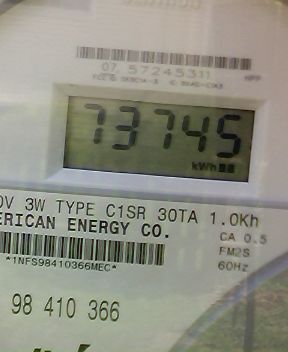 07 57245311
73745
kWh
0V 3W TYPE C1SR 30TA 1.0Kh
ERICAN ENERGY CO.
CA 0.5
*1NFS98410366MEC*
FM2S
60Hz
98 410 366